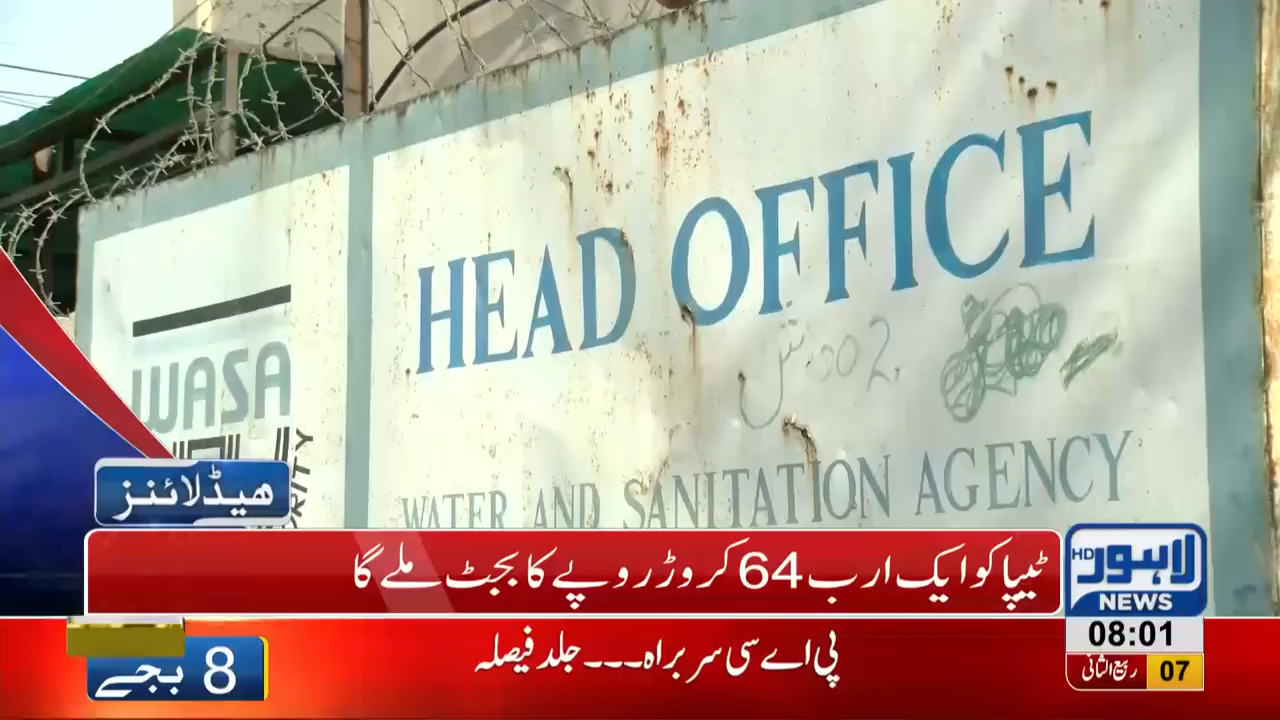 HEAD OFFICE
WASA
WATER AND SANITATION AGENCY
ھیڈلائنز
ٹیپا کو ایک ارب 64 کروڑ روپے کا بجٹ ملے گا
لاہور HD
NEWS
08:01
07 ربیع الثانی
پی اے سی سربراہ۔۔۔ جلد فیصلہ
8 بجے